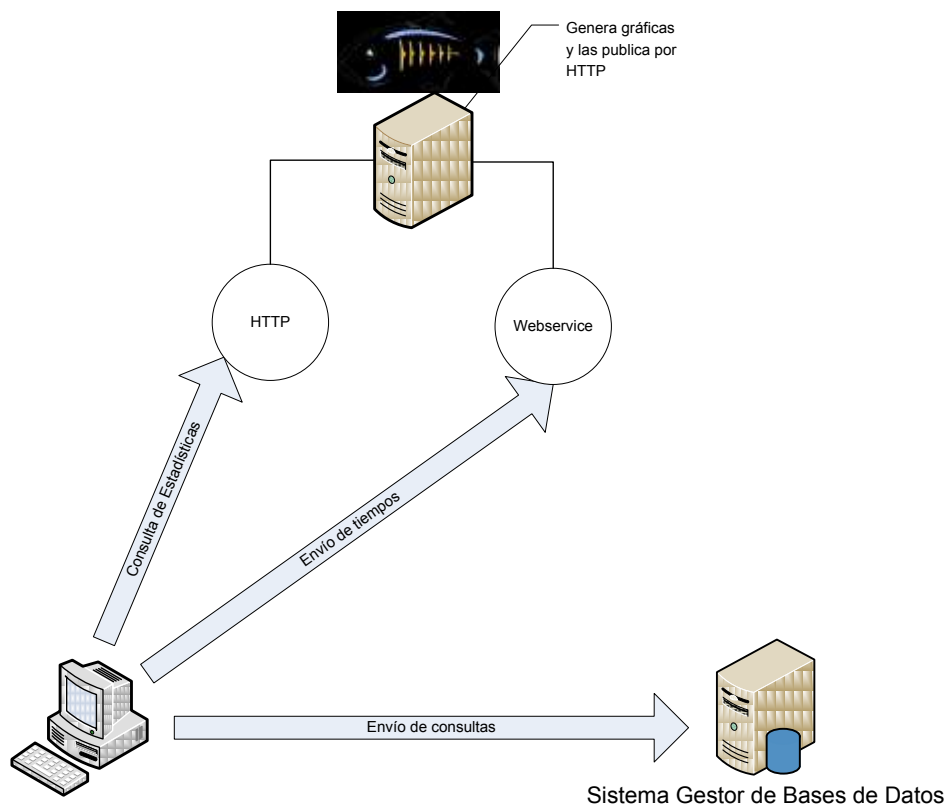 Genera gráficas
y las publica por
HTTP
HTTP
Webservice
Consulta de Estadísticas
Envío de tiempos
Envío de consultas
Sistema Gestor de Bases de Datos